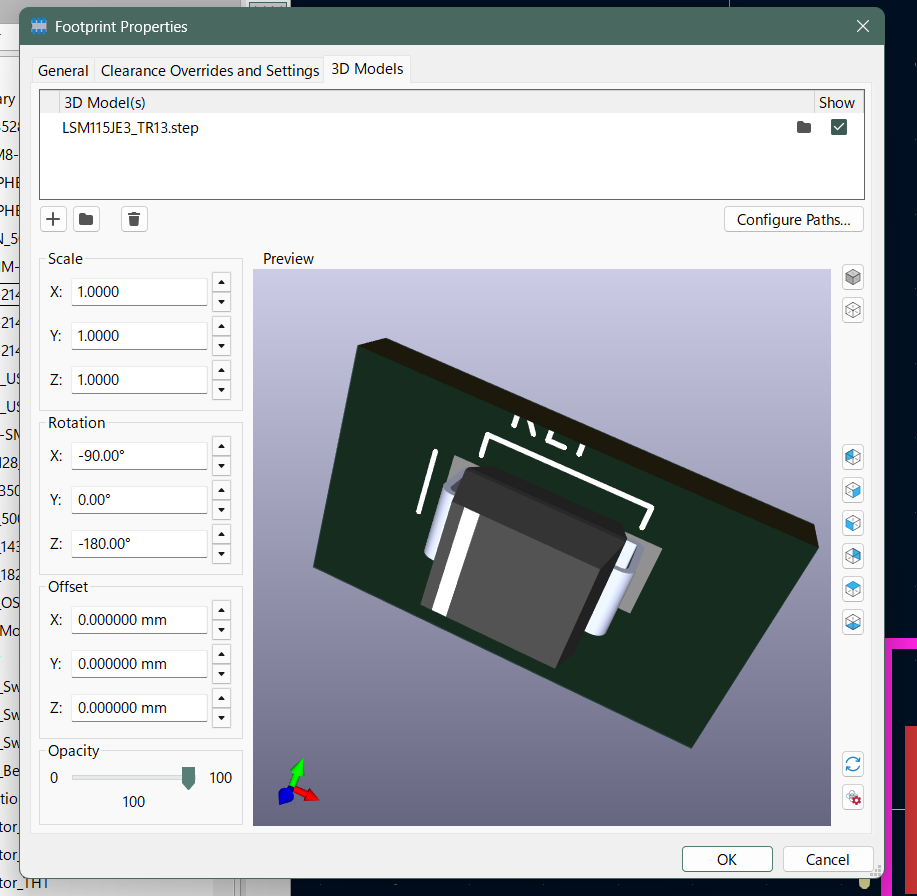 Footprint Properties
General
Clearance Overrides and Settings
3D Models
3D Model(s)
Show
LSM115JE3_TR13.step
Configure Paths...
Scale
X: 1.0000
Y: 1.0000
Z: 1.0000
Rotation
X: -90.00°
Y: 0.00°
Z: -180.00°
Offset
X: 0.000000 mm
Y: 0.000000 mm
Z: 0.000000 mm
Opacity
0
100
100
Preview
OK
Cancel